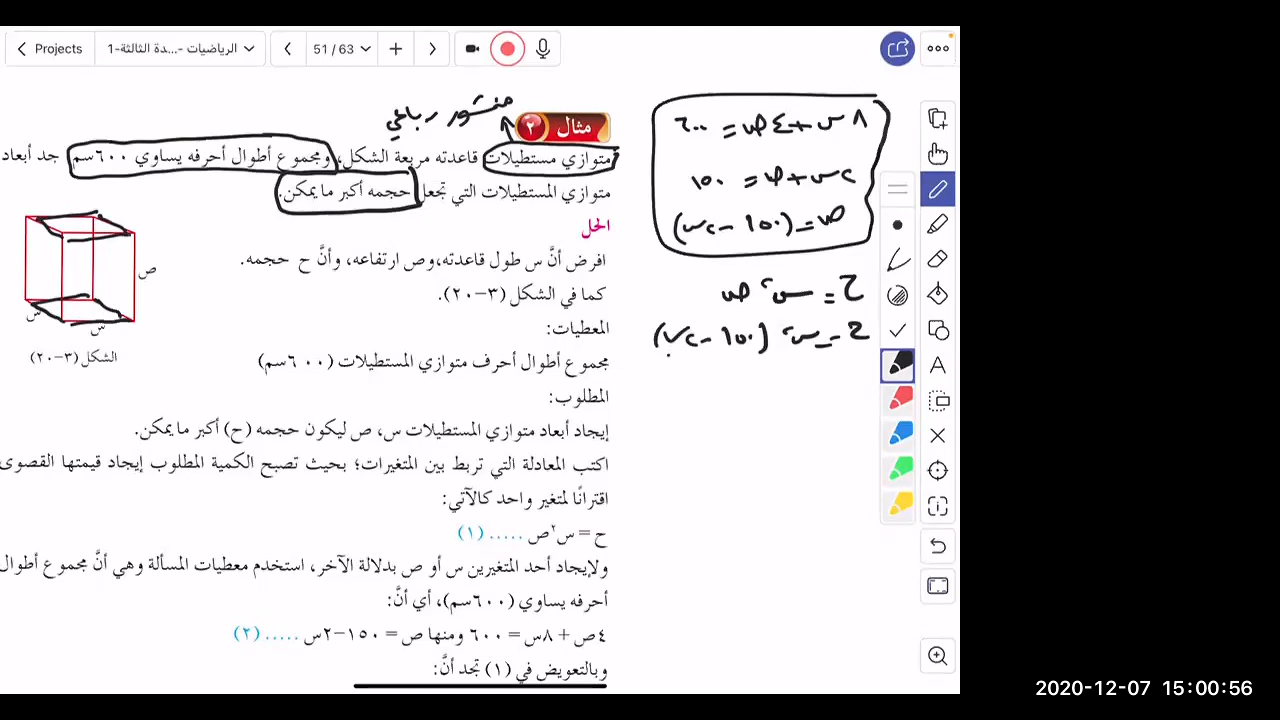 Projects
الرياضيات -...دة الثالثة-1
51 / 63
منشور رباعي
مثال ٢
متوازي مستطيلات قاعدته مربعة الشكل، ومجموع أطوال أحرفه يساوي ٦٠٠سم جد أبعاد
متوازي المستطيلات التي تجعل حجمه أكبر ما يمكن.
الحل
افرض أنَّ س طول قاعدته، وص ارتفاعه، وأنَّ ح حجمه.
كما في الشكل (٣-٢٠).
المعطيات:
مجموع أطوال أحرف متوازي المستطيلات (٦٠٠سم)
المطلوب:
إيجاد أبعاد متوازي المستطيلات س، ص ليكون حجمه (ح) أكبر ما يمكن.
اكتب المعادلة التي تربط بين المتغيرات؛ بحيث تصبح الكمية المطلوب إيجاد قيمتها القصوى
اقترانًا لمتغير واحد كالآتي:
ح = س٢ص ..... (١)
ولإيجاد أحد المتغيرين س أو ص بدلالة الآخر، استخدم معطيات المسألة وهي أنَّ مجموع أطوال
أحرفه يساوي (٦٠٠سم)، أي أنَّ:
٤ص + ٨س = ٦٠٠ ومنها ص = ١٥٠-٢س ..... (٢)
وبالتعويض في (١) تجد أنَّ:
ص
س
س
الشكل (٣-٢٠)
٨س + ٤ص = ٦٠٠
٢س + ص = ١٥٠
ص = (١٥٠ - ٢س)
ح = س٢ ص
ح = س٢ (١٥٠ - ٢س)
A
2020-12-07 15:00:56